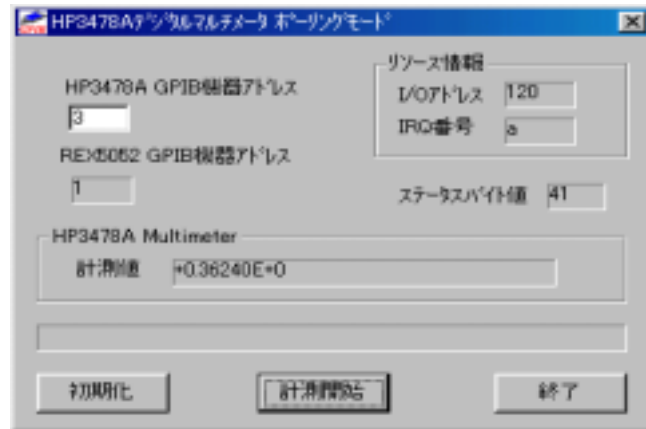 HP3478Aデジタルマルチメータ ポーリングモード
HP3478A GPIB機器アドレス
3
リソース情報
I/Oアドレス 120
IRQ番号 a
REX5052 GPIB機器アドレス
1
ステータスバイト値 41
HP3478A Multimeter
計測値 +0.36240E+0
初期化 計測開始 終了